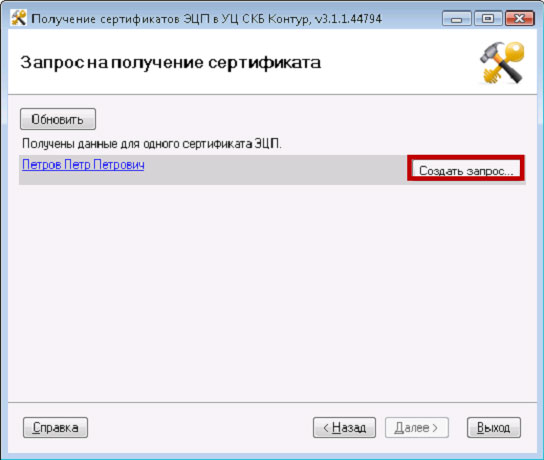 Получение сертификатов ЭЦП в УЦ СКБ Контур, v3.1.1.44794
Запрос на получение сертификата
Обновить
Получены данные для одного сертификата ЭЦП.
Петров Петр Петрович
Создать запрос...
Справка
< Назад
Далее >
Выход